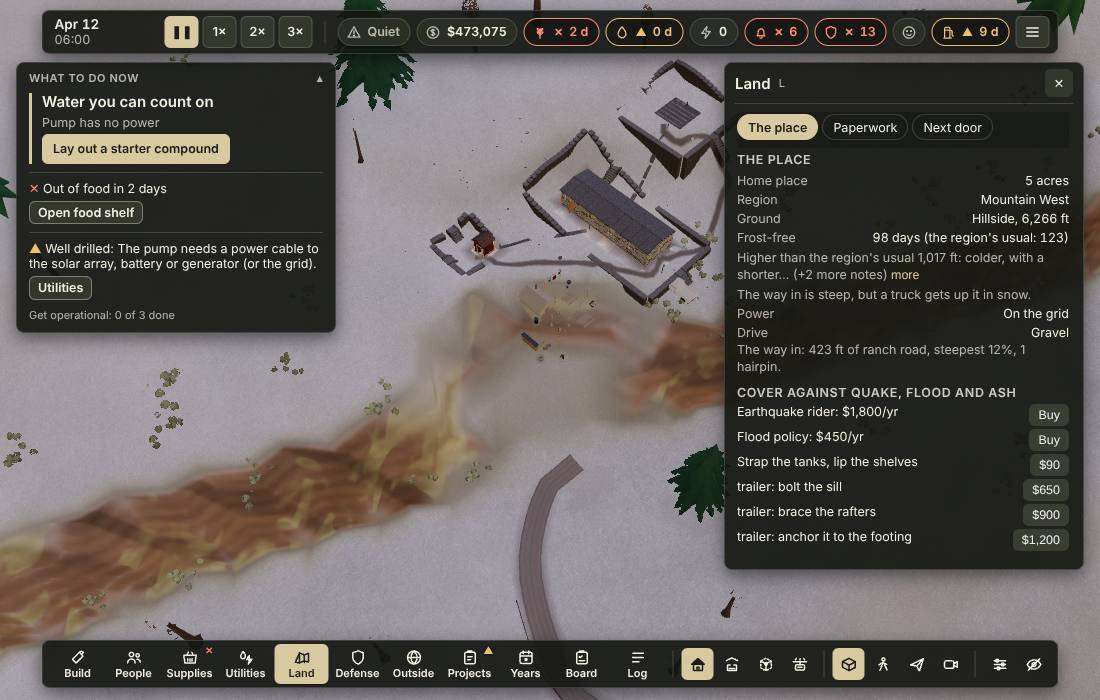 Apr 12
06:00
1×
2×
3×
Quiet
$473,075
× 2 d
0 d
0
× 6
× 13
9 d
WHAT TO DO NOW
Water you can count on
Pump has no power
Lay out a starter compound
Out of food in 2 days
Open food shelf
Well drilled: The pump needs a power cable to
the solar array, battery or generator (or the grid).
Utilities
Get operational: 0 of 3 done
Land L
The place
Paperwork
Next door
THE PLACE
Home place 5 acres
Region Mountain West
Ground Hillside, 6,266 ft
Frost-free 98 days (the region's usual: 123)
Higher than the region's usual 1,017 ft: colder, with a
shorter... (+2 more notes) more
The way in is steep, but a truck gets up it in snow.
Power On the grid
Drive Gravel
The way in: 423 ft of ranch road, steepest 12%, 1
hairpin.
COVER AGAINST QUAKE, FLOOD AND ASH
Earthquake rider: $1,800/yr Buy
Flood policy: $450/yr Buy
Strap the tanks, lip the shelves $90
trailer: bolt the sill $650
trailer: brace the rafters $900
trailer: anchor it to the footing $1,200
Build
People
Supplies
Utilities
Land
Defense
Outside
Projects
Years
Board
Log